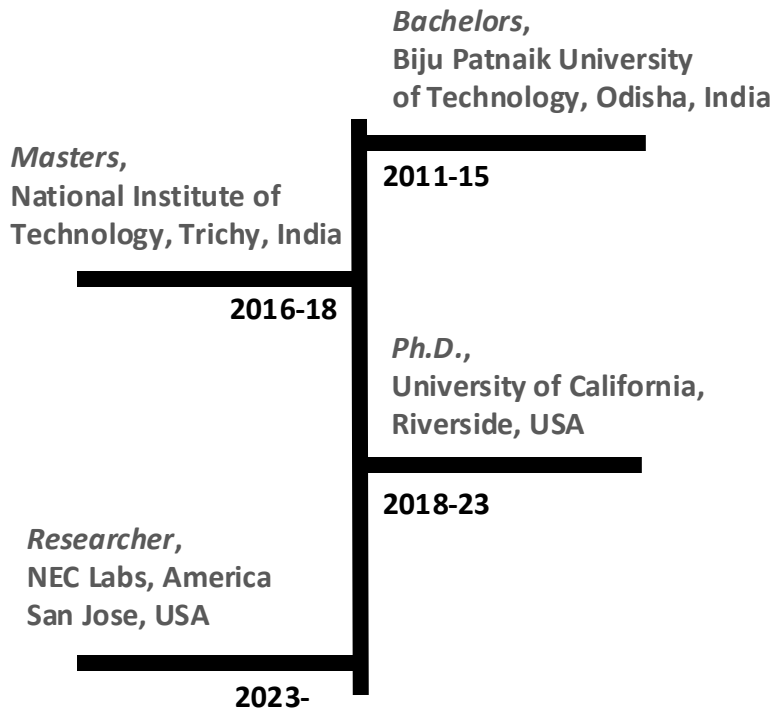 Bachelors,
Biju Patnaik University
of Technology, Odisha, India
2011-15
Masters,
National Institute of
Technology, Trichy, India
2016-18
Ph.D.,
University of California,
Riverside, USA
2018-23
Researcher,
NEC Labs, America
San Jose, USA
2023-